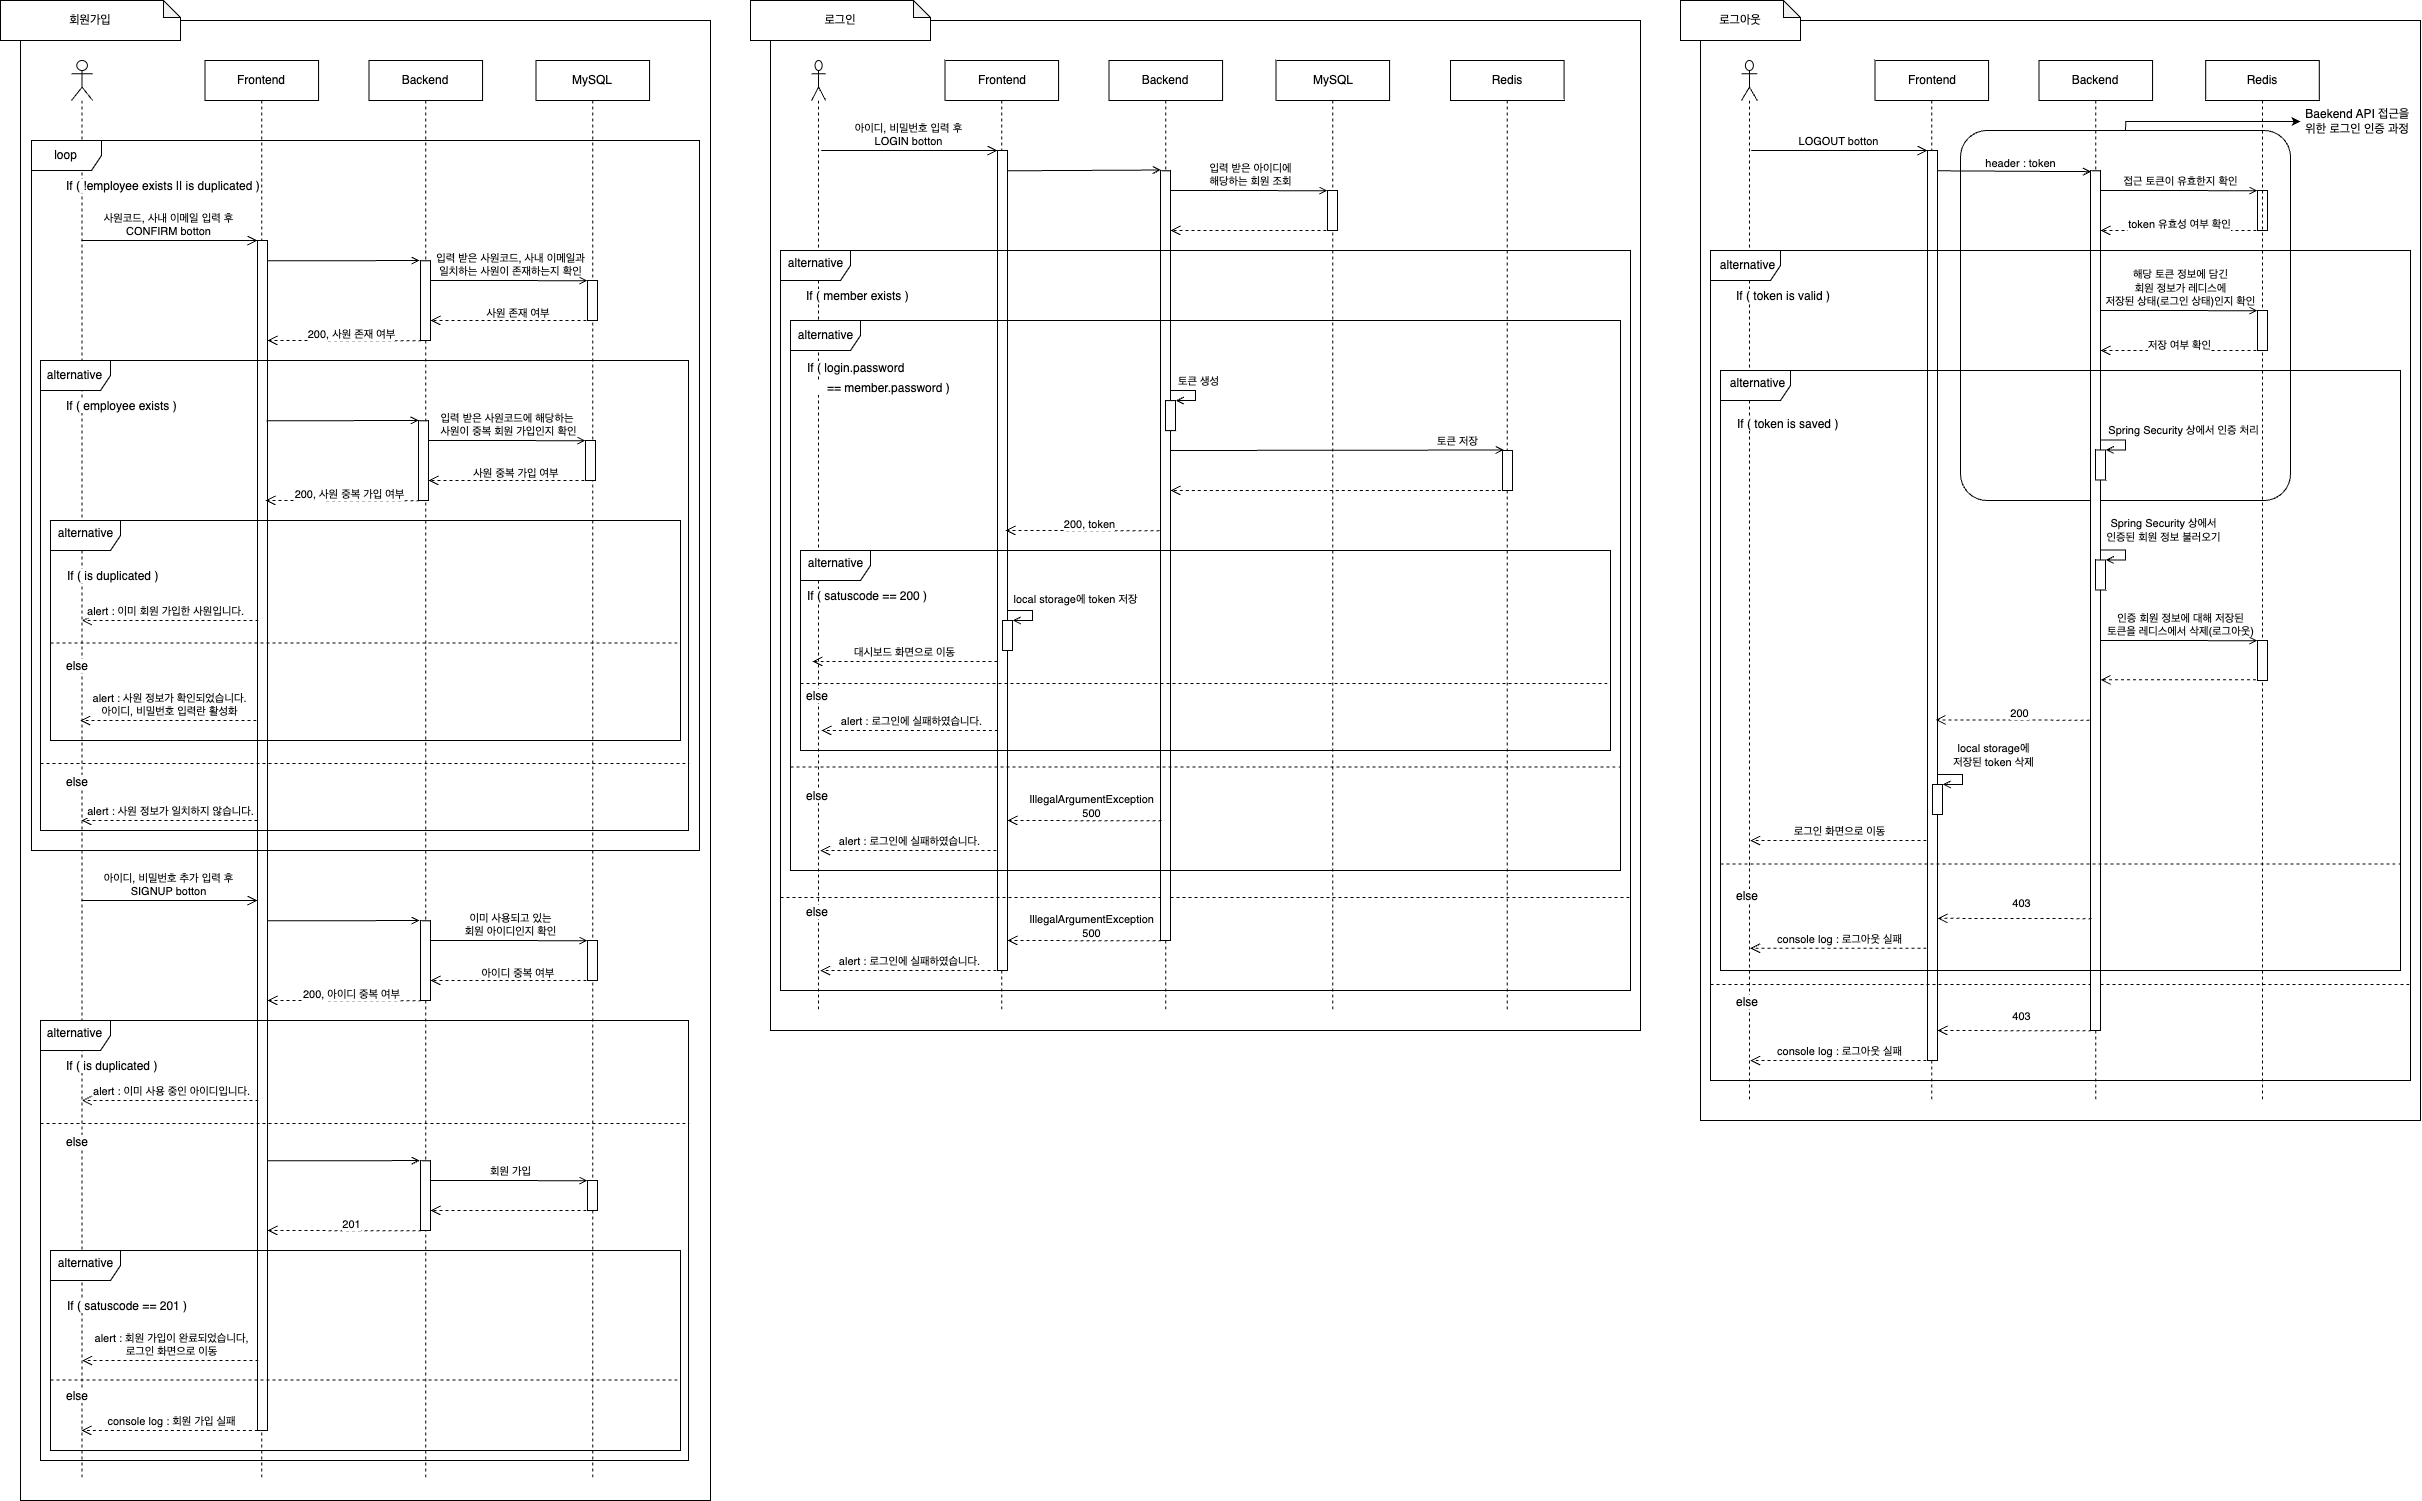 회원가입
Frontend
Backend
MySQL
loop
If ( !employee exists II is duplicated )
사원코드, 사내 이메일 입력 후
CONFIRM botton
입력 받은 사원코드, 사내 이메일과
일치하는 사원이 존재하는지 확인
사원 존재 여부
200, 사원 존재 여부
alternative
If ( employee exists )
입력 받은 사원코드에 해당하는
사원이 중복 회원 가입인지 확인
사원 중복 가입 여부
200, 사원 중복 가입 여부
alternative
If ( is duplicated )
alert : 이미 회원 가입한 사원입니다.
else
alert : 사원 정보가 확인되었습니다.
아이디, 비밀번호 입력란 활성화
else
alert : 사원 정보가 일치하지 않습니다.
아이디, 비밀번호 추가 입력 후
SIGNUP botton
이미 사용되고 있는
회원 아이디인지 확인
아이디 중복 여부
200, 아이디 중복 여부
alternative
If ( is duplicated )
alert : 이미 사용 중인 아이디입니다.
else
회원 가입
201
alternative
If ( satuscode == 201 )
alert : 회원 가입이 완료되었습니다,
로그인 화면으로 이동
else
console log : 회원 가입 실패
로그인
Frontend
Backend
MySQL
Redis
아이디, 비밀번호 입력 후
LOGIN botton
입력 받은 아이디에
해당하는 회원 조회
alternative
If ( member exists )
alternative
If ( login.password
== member.password )
토큰 생성
토큰 저장
200, token
alternative
If ( satuscode == 200 )
local storage에 token 저장
대시보드 화면으로 이동
else
alert : 로그인에 실패하였습니다.
else
IllegalArgumentException
500
alert : 로그인에 실패하였습니다.
else
IllegalArgumentException
500
alert : 로그인에 실패하였습니다.
로그아웃
Frontend
Backend
Redis
Baekend API 접근을
위한 로그인 인증 과정
LOGOUT botton
header : token
접근 토큰이 유효한지 확인
token 유효성 여부 확인
alternative
If ( token is valid )
해당 토큰 정보에 담긴
회원 정보가 레디스에
저장된 상태(로그인 상태)인지 확인
저장 여부 확인
alternative
If ( token is saved )
Spring Security 상에서 인증 처리
Spring Security 상에서
인증된 회원 정보 불러오기
인증 회원 정보에 대해 저장된
토큰을 레디스에서 삭제(로그아웃)
200
local storage에
저장된 token 삭제
로그인 화면으로 이동
else
403
console log : 로그아웃 실패
else
403
console log : 로그아웃 실패